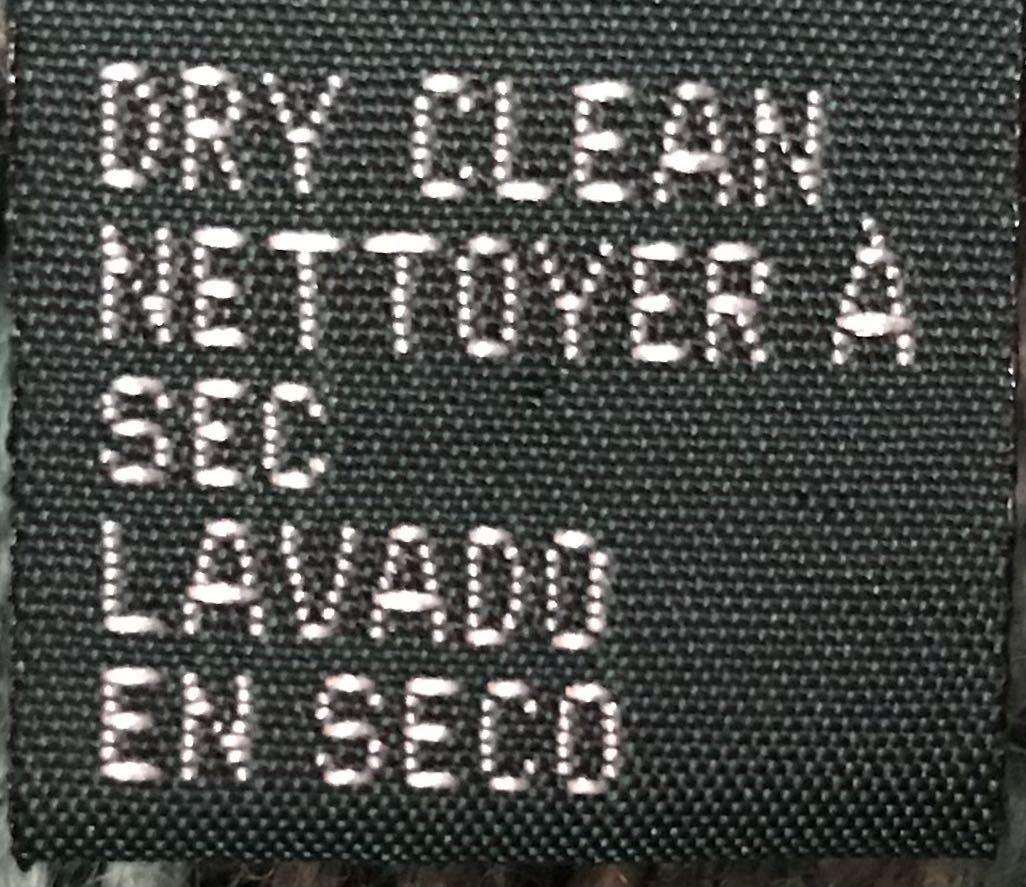 DRY CLEAN
NETTOYER À
SEC
LAVADO
EN SECO